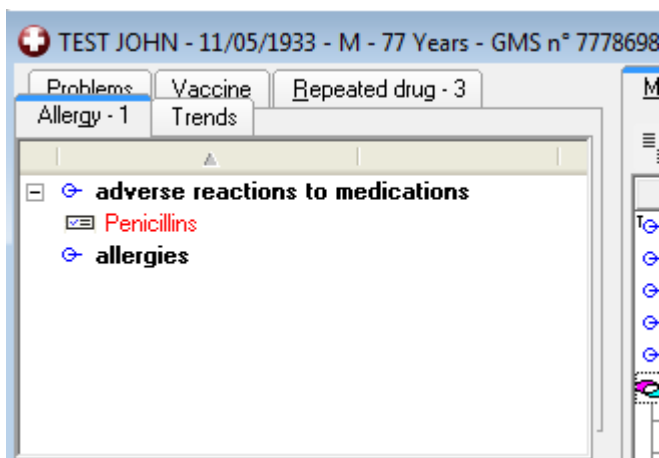 TEST JOHN - 11/05/1933 - M - 77 Years - GMS n° 7778698
Problems Vaccine Repeated drug - 3
Allergy - 1 Trends
adverse reactions to medications
Penicillins
allergies